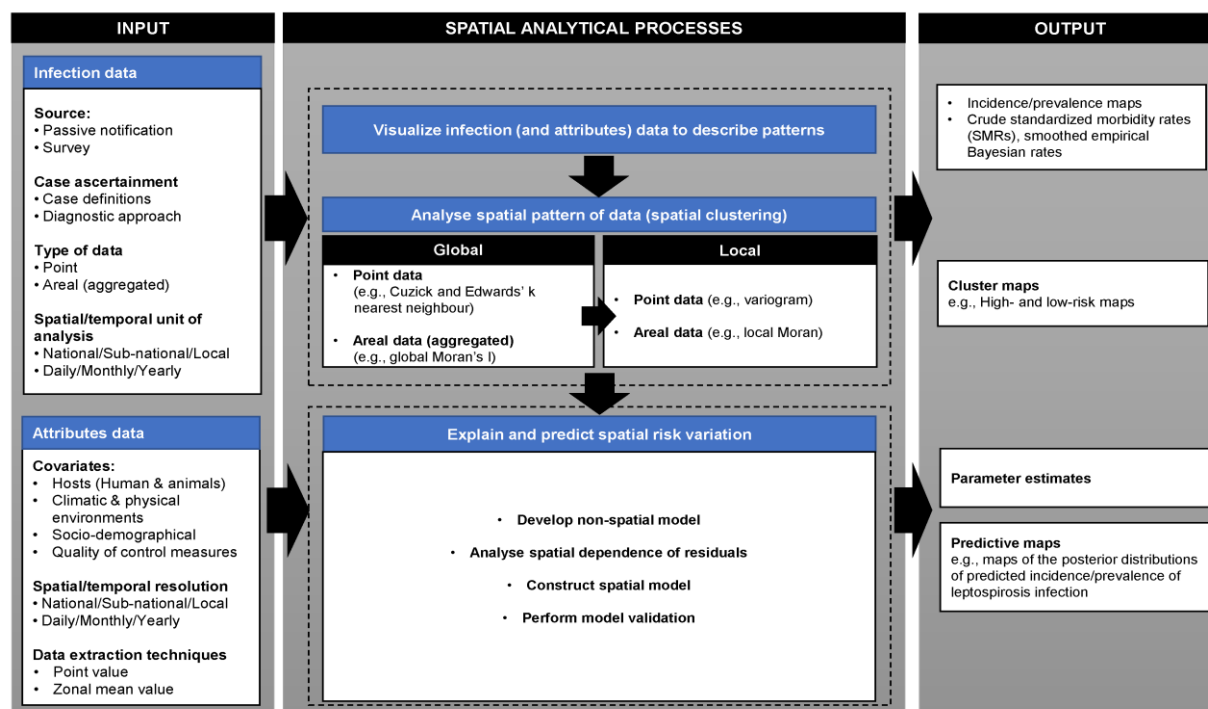 INPUT
Infection data
Source:
• Passive notification
• Survey
Case ascertainment
• Case definitions
• Diagnostic approach
Type of data
• Point
• Areal (aggregated)
Spatial/temporal unit of
analysis
• National/Sub-national/Local
• Daily/Monthly/Yearly
Attributes data
Covariates:
• Hosts (Human & animals)
• Climatic & physical
environments
• Socio-demographical
• Quality of control measures
Spatial/temporal resolution
• National/Sub-national/Local
• Daily/Monthly/Yearly
Data extraction techniques
• Point value
• Zonal mean value
SPATIAL ANALYTICAL PROCESSES
Visualize infection (and attributes) data to describe patterns
Analyse spatial pattern of data (spatial clustering)
Global
• Point data
(e.g., Cuzick and Edwards’ k
nearest neighbour)
• Areal data (aggregated)
(e.g., global Moran’s I)
Local
• Point data (e.g., variogram)
• Areal data (e.g., local Moran)
Explain and predict spatial risk variation
• Develop non-spatial model
• Analyse spatial dependence of residuals
• Construct spatial model
• Perform model validation
OUTPUT
• Incidence/prevalence maps
• Crude standardized morbidity rates
(SMRs), smoothed empirical
Bayesian rates
Cluster maps
e.g., High- and low-risk maps
Parameter estimates
Predictive maps
e.g., maps of the posterior distributions
of predicted incidence/prevalence of
leptospirosis infection